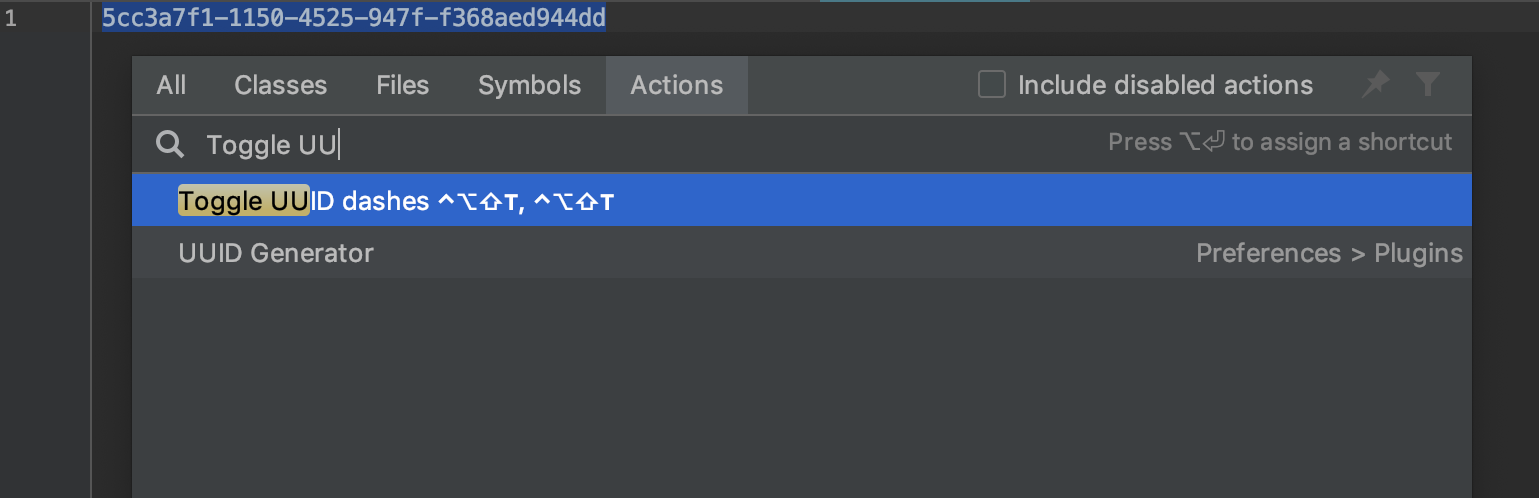 1 5cc3a7f1-1150-4525-947f-f368aed944dd
All Classes Files Symbols Actions Include disabled actions
Toggle UU Press ⌥⏎ to assign a shortcut
Toggle UUID dashes ^⌥⇧T, ^⌥⇧T
UUID Generator Preferences > Plugins